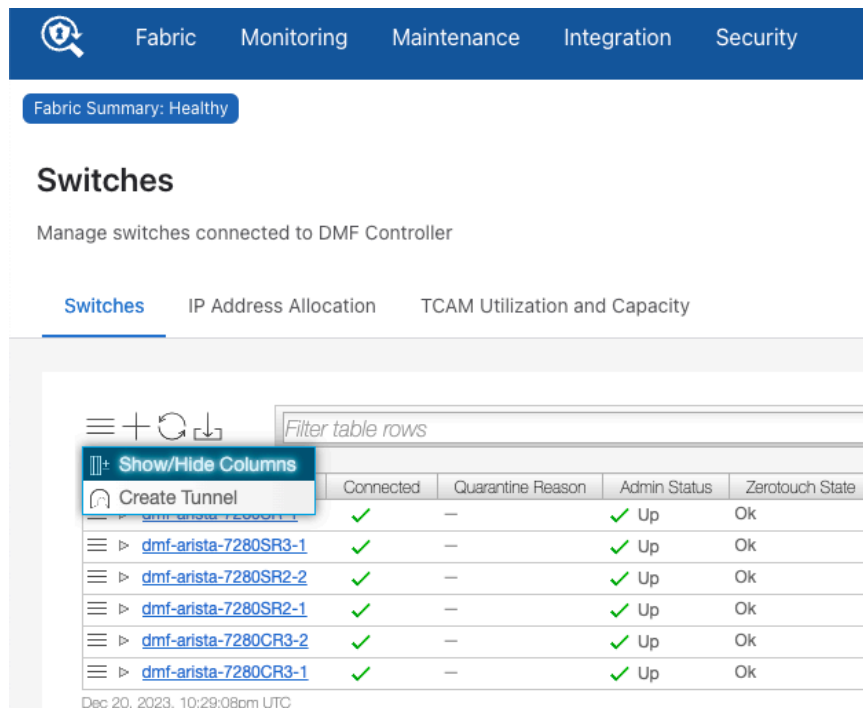 Fabric Monitoring Maintenance Integration Security
Fabric Summary: Healthy
Switches
Manage switches connected to DMF Controller
Switches IP Address Allocation TCAM Utilization and Capacity
Filter table rows
Show/Hide Columns
Create Tunnel
Connected Quarantine Reason Admin Status Zerotouch State
– Up Ok
dmf-arista-7280SR3-1 – Up Ok
dmf-arista-7280SR2-2 – Up Ok
dmf-arista-7280SR2-1 – Up Ok
dmf-arista-7280CR3-2 – Up Ok
dmf-arista-7280CR3-1 – Up Ok
Dec 20, 2023, 10:29:08pm UTC